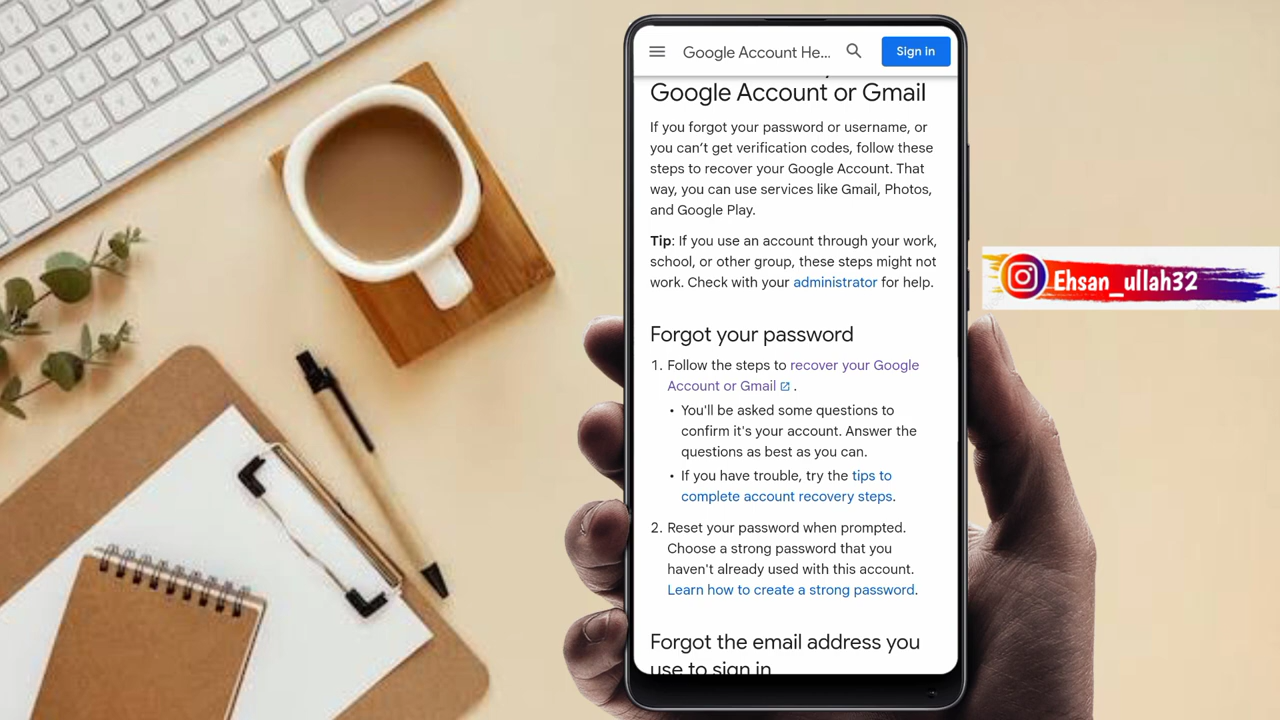 Google Account He...
Sign in
Google Account or Gmail
If you forgot your password or username, or
you can't get verification codes, follow these
steps to recover your Google Account. That
way, you can use services like Gmail, Photos,
and Google Play.
Tip: If you use an account through your work,
school, or other group, these steps might not
work. Check with your administrator for help.
Forgot your password
1. Follow the steps to recover your Google
Account or Gmail .
• You'll be asked some questions to
confirm it's your account. Answer the
questions as best as you can.
• If you have trouble, try the tips to
complete account recovery steps.
2. Reset your password when prompted.
Choose a strong password that you
haven't already used with this account.
Learn how to create a strong password.
Forgot the email address you
use to sign in
Ehsan_ullah32